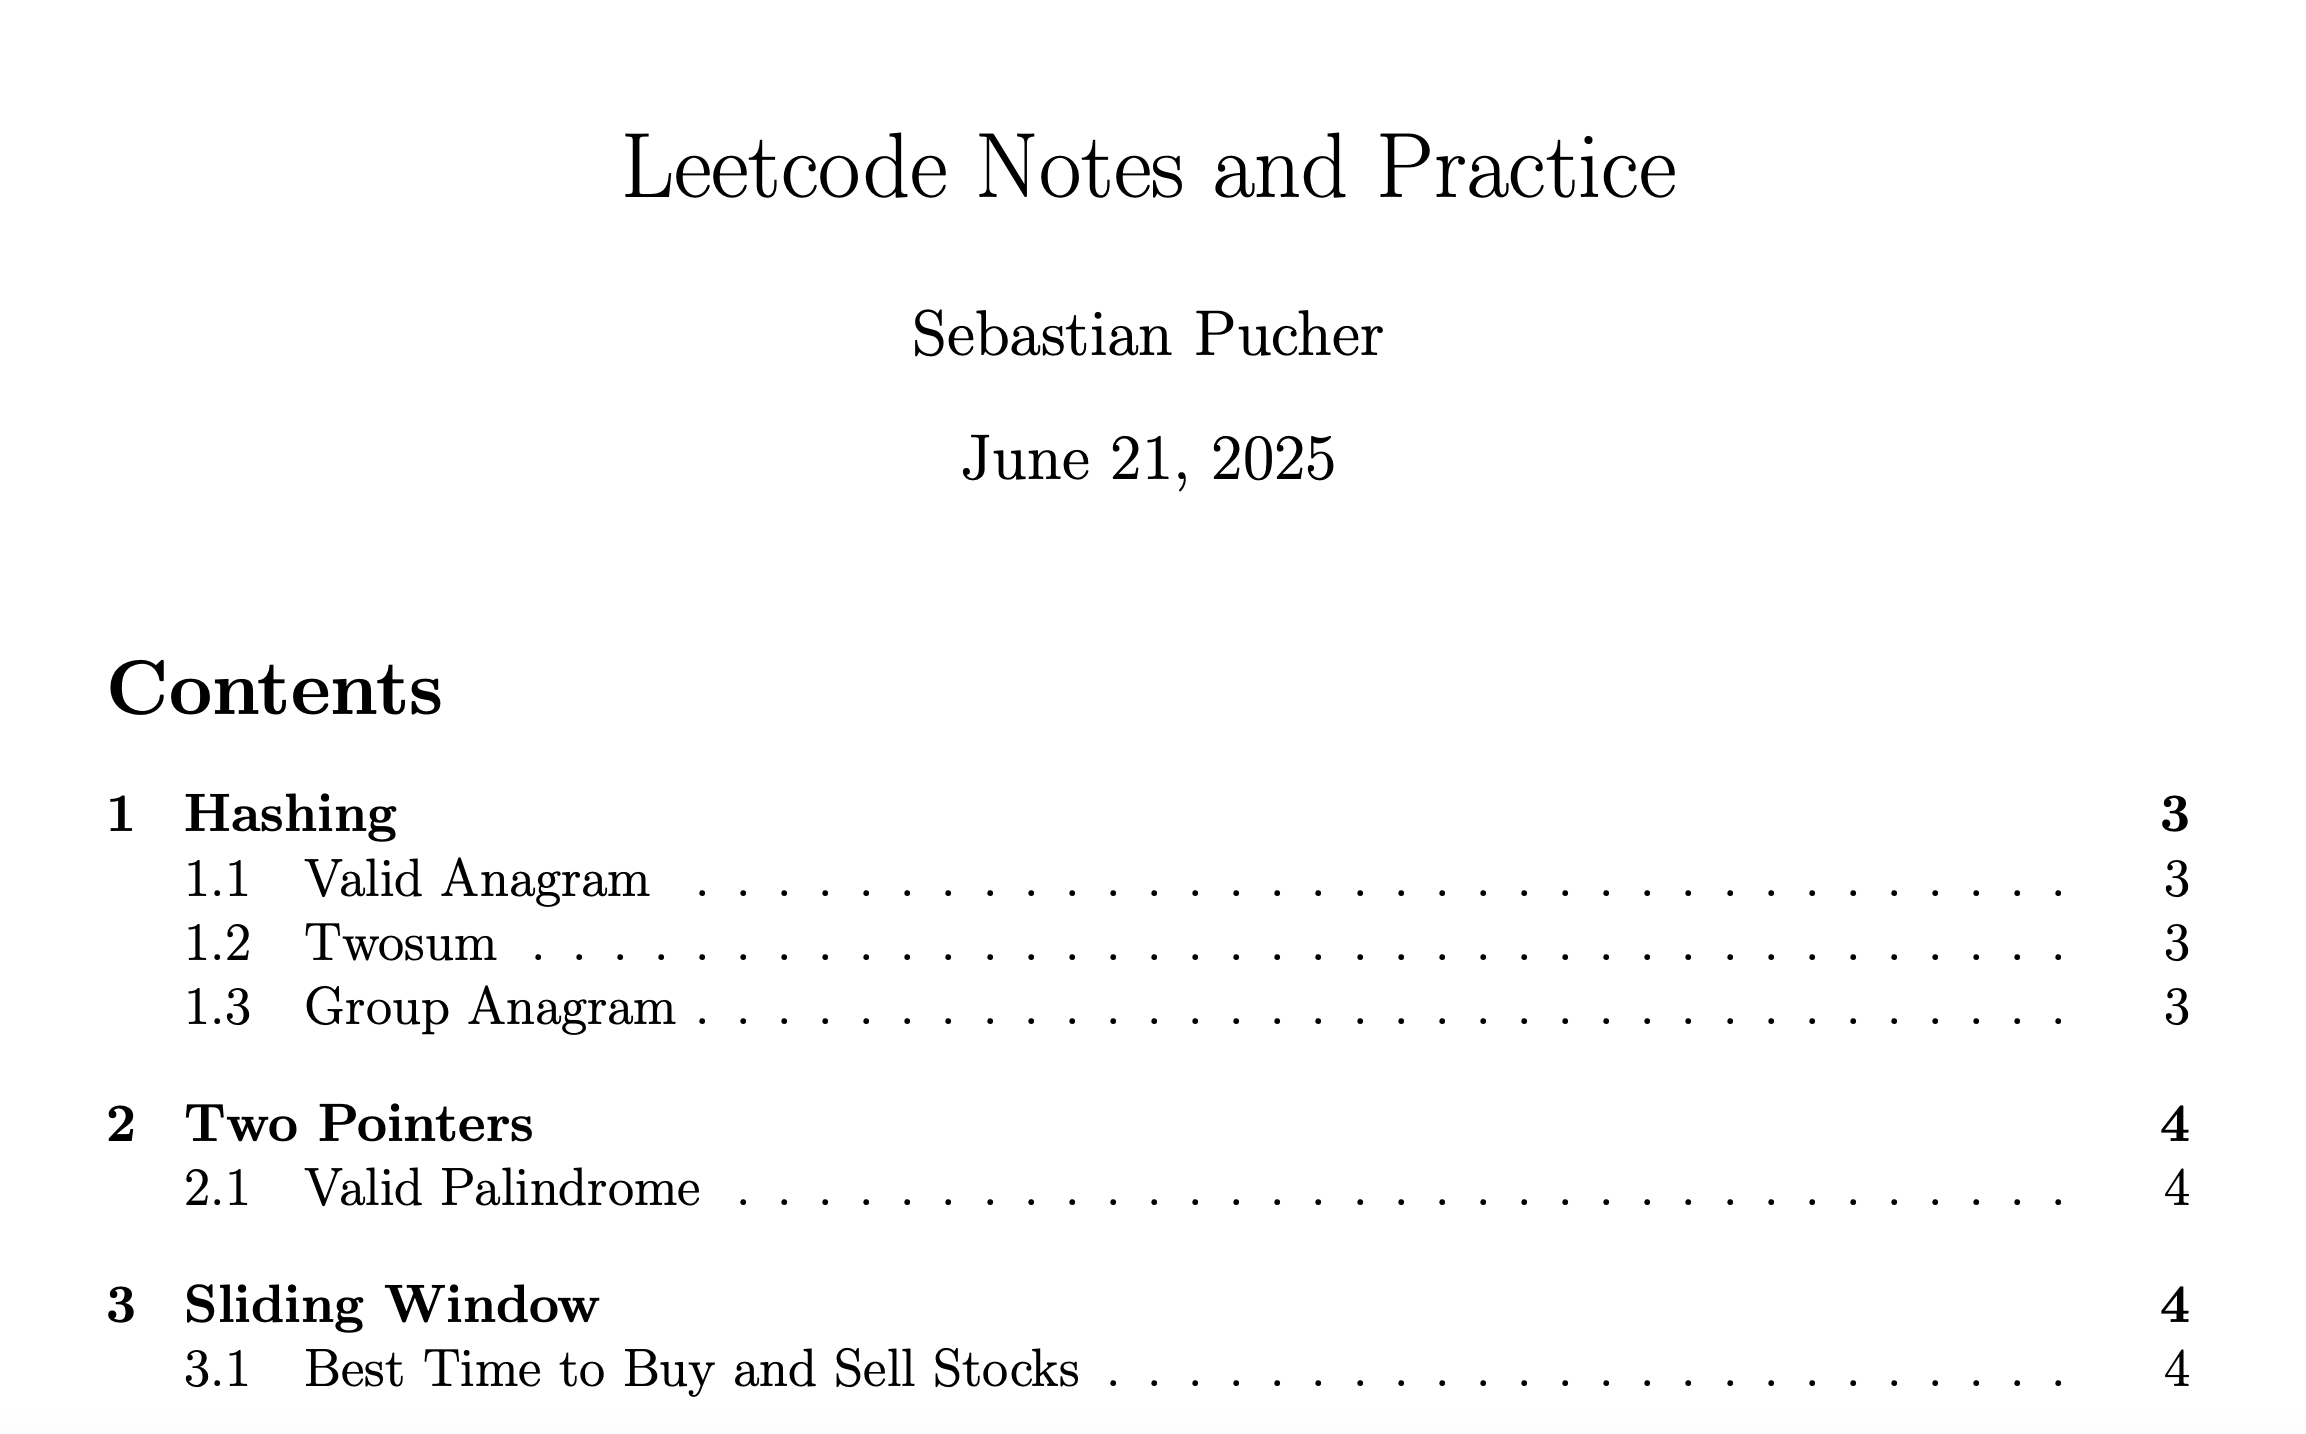 Leetcode Notes and Practice
Sebastian Pucher
June 21, 2025
Contents
1 Hashing 3
1.1 Valid Anagram . . . . . . . . . . . . . . . . . . . . . . . . . . . . . . . . . . 3
1.2 Twosum . . . . . . . . . . . . . . . . . . . . . . . . . . . . . . . . . . . . . . 3
1.3 Group Anagram . . . . . . . . . . . . . . . . . . . . . . . . . . . . . . . . . . 3
2 Two Pointers 4
2.1 Valid Palindrome . . . . . . . . . . . . . . . . . . . . . . . . . . . . . . . . . 4
3 Sliding Window 4
3.1 Best Time to Buy and Sell Stocks . . . . . . . . . . . . . . . . . . . . . . . . 4